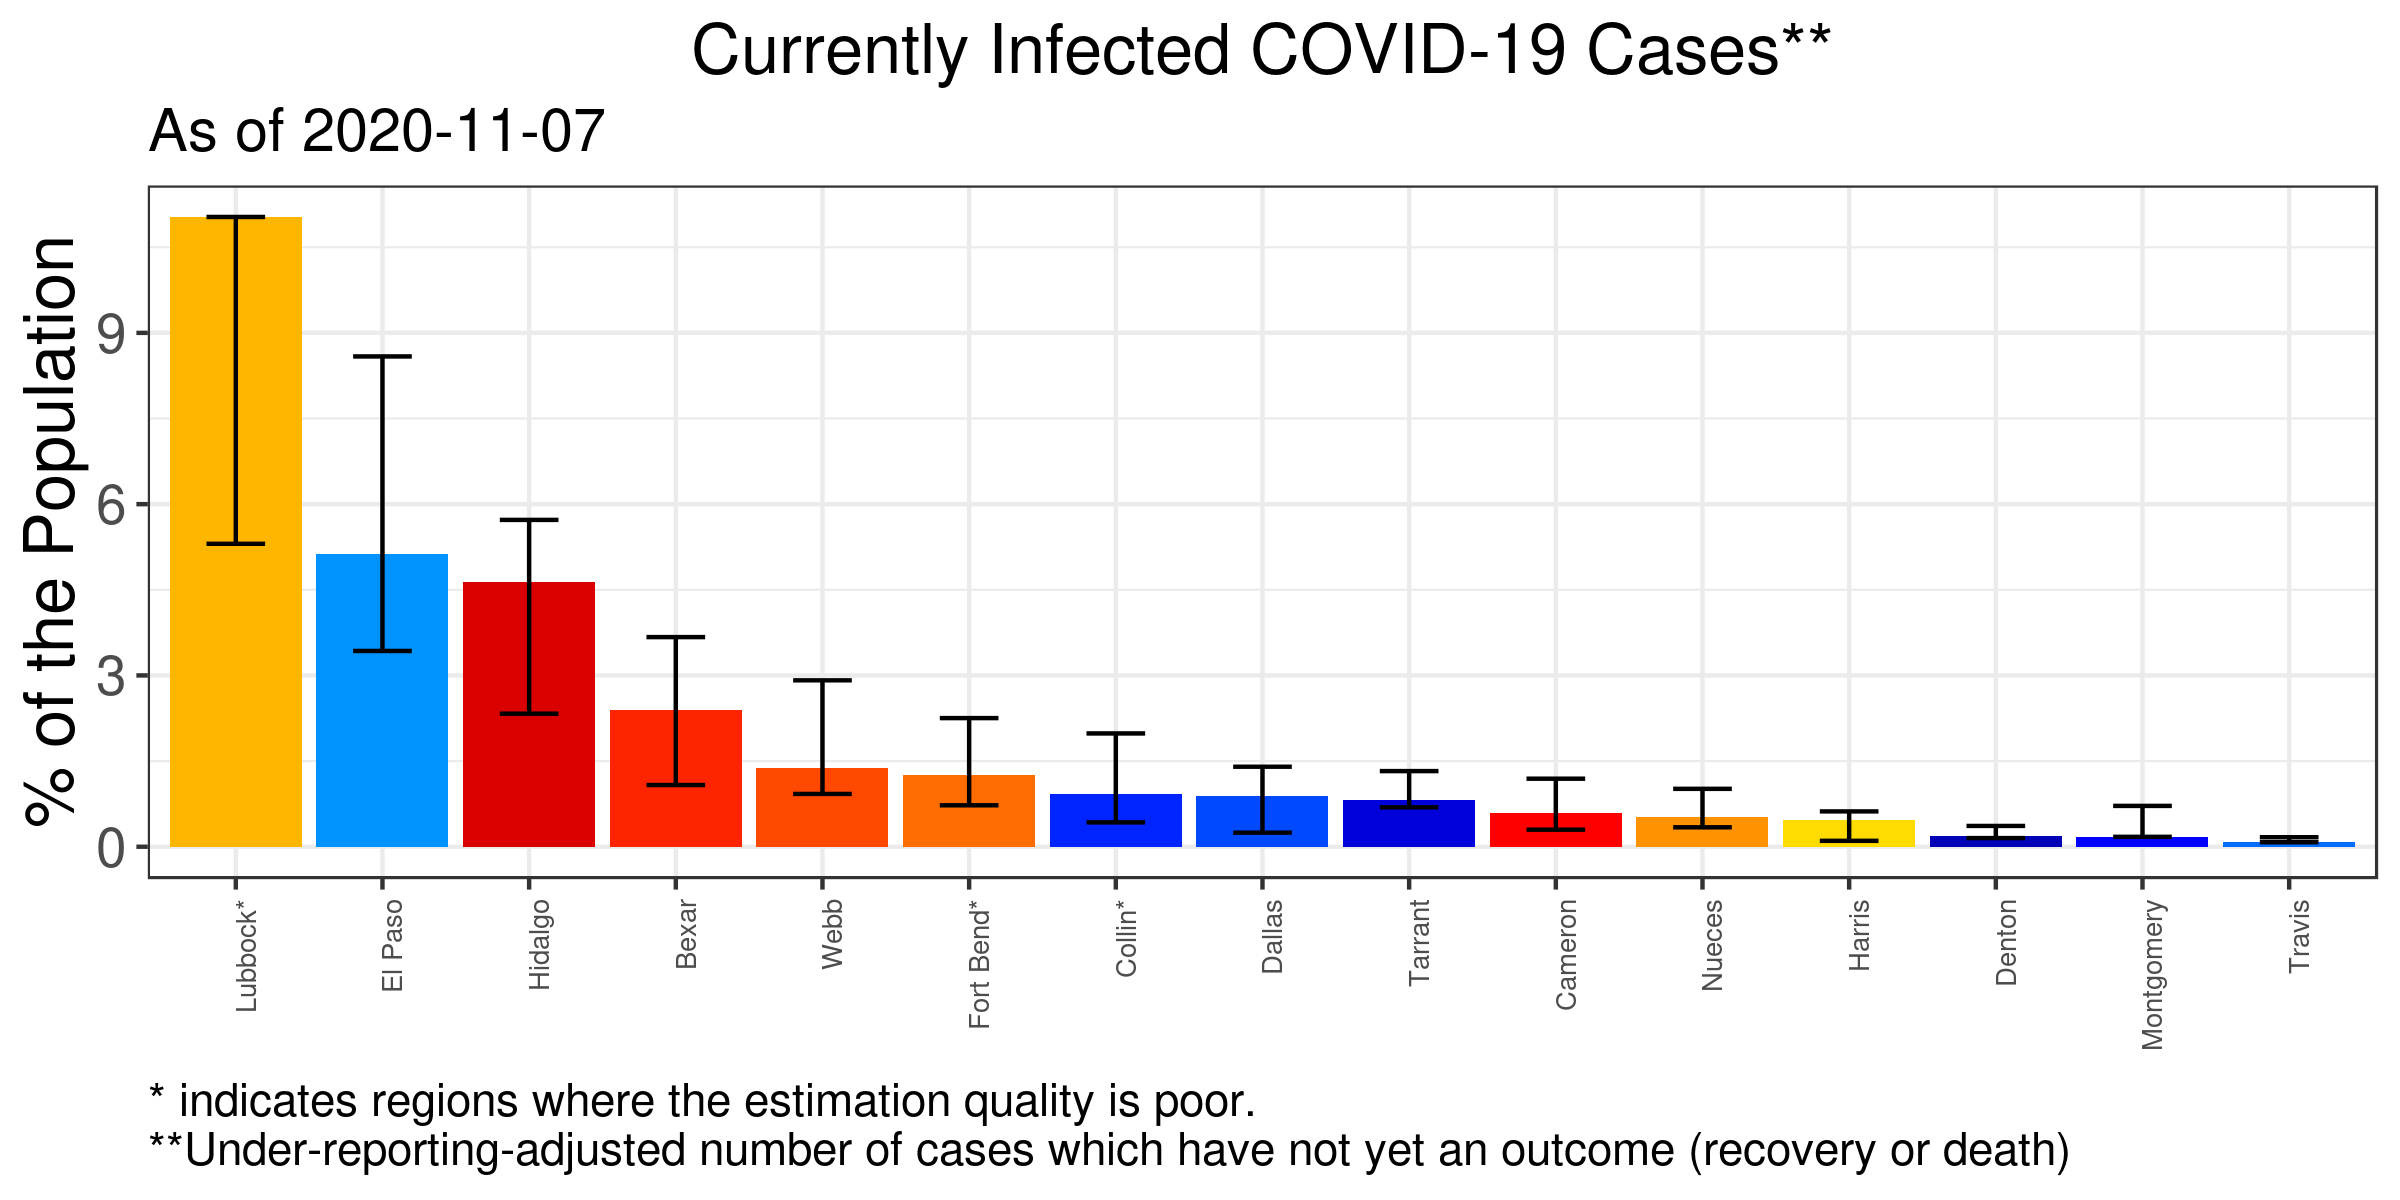 Currently Infected COVID-19 Cases**
As of 2020-11-07
% of the Population
9
6
3
0
Lubbock*
El Paso
Hidalgo
Bexar
Webb
Fort Bend*
Collin*
Dallas
Tarrant
Cameron
Nueces
Harris
Denton
Montgomery
Travis
* indicates regions where the estimation quality is poor.
**Under-reporting-adjusted number of cases which have not yet an outcome (recovery or death)